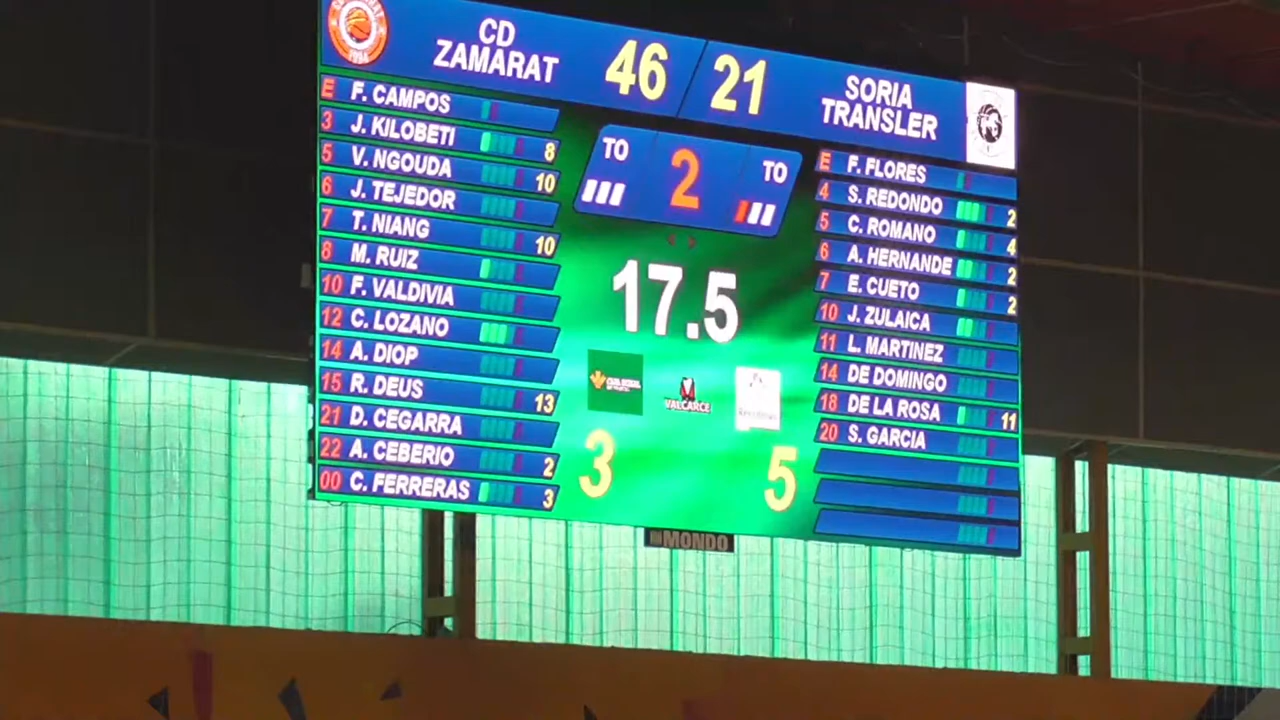 CD ZAMARAT 46 21 SORIA TRANSLER
1994
E F. CAMPOS
3 J. KILOBETI 8
5 V. NGOUDA 10
6 J. TEJEDOR
7 T. NIANG 10
8 M. RUIZ
10 F. VALDIVIA
12 C. LOZANO
14 A. DIOP
15 R. DEUS 13
21 D. CEGARRA
22 A. CEBERIO 2
00 C. FERRERAS 3
TO 2 TO
17.5
CAJA RURAL
VALCARCE
3 5
E F. FLORES
4 S. REDONDO 2
5 C. ROMANO 4
6 A. HERNANDE 2
7 E. CUETO 2
10 J. ZULAICA
11 L. MARTINEZ
14 DE DOMINGO
18 DE LA ROSA 11
20 S. GARCIA
MONDO